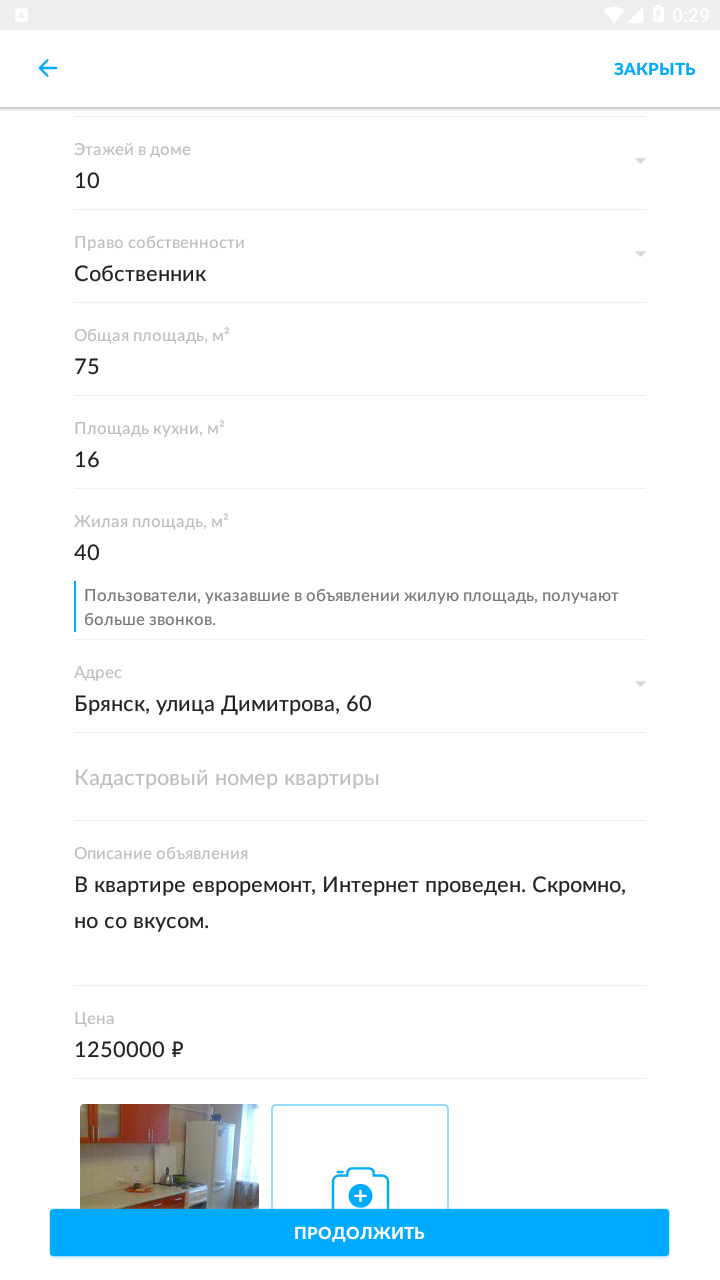 0:29
ЗАКРЫТЬ
Этажей в доме
10
Право собственности
Собственник
Общая площадь, м²
75
Площадь кухни, м²
16
Жилая площадь, м²
40
Пользователи, указавшие в объявлении жилую площадь, получают
больше звонков.
Адрес
Брянск, улица Димитрова, 60
Кадастровый номер квартиры
Описание объявления
В квартире евроремонт, Интернет проведен. Скромно,
но со вкусом.
Цена
1250000 ₽
ПРОДОЛЖИТЬ